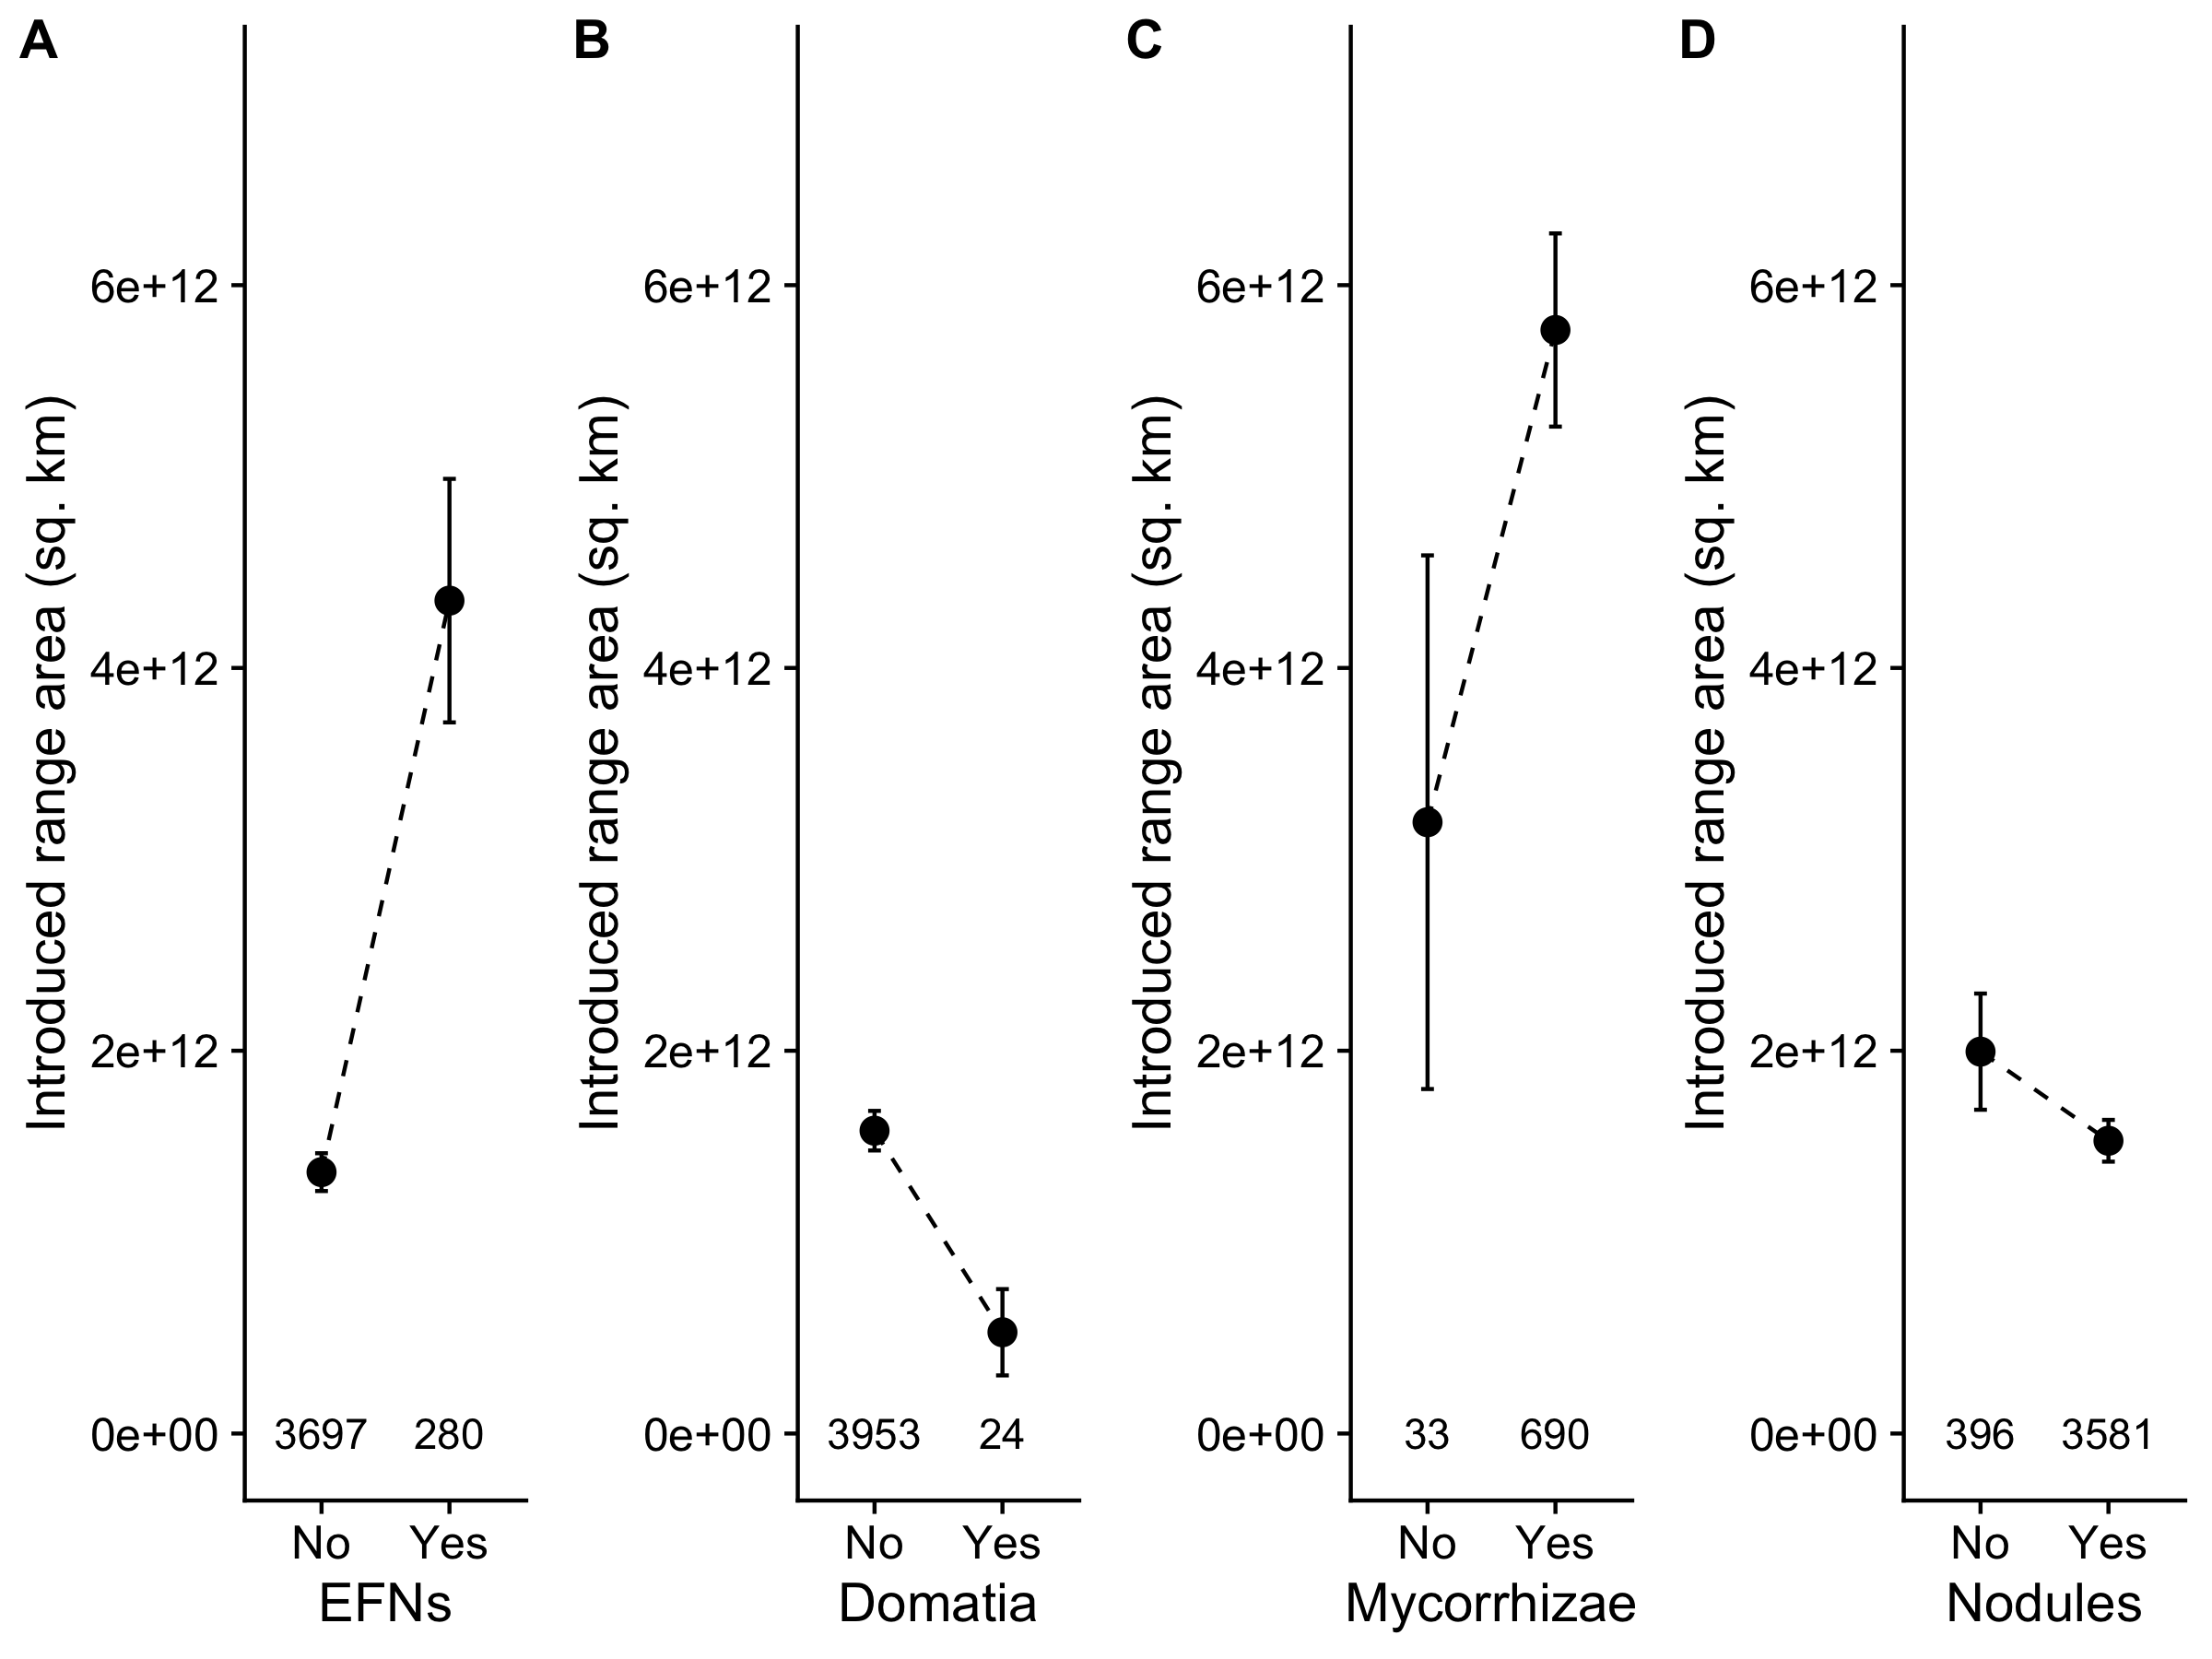 A
Introduced range area (sq. km)
6e+12
4e+12
2e+12
0e+00
3697 280
No Yes
EFNs
B
Introduced range area (sq. km)
6e+12
4e+12
2e+12
0e+00
3953 24
No Yes
Domatia
C
Introduced range area (sq. km)
6e+12
4e+12
2e+12
0e+00
33 690
No Yes
Mycorrhizae
D
Introduced range area (sq. km)
6e+12
4e+12
2e+12
0e+00
396 3581
No Yes
Nodules